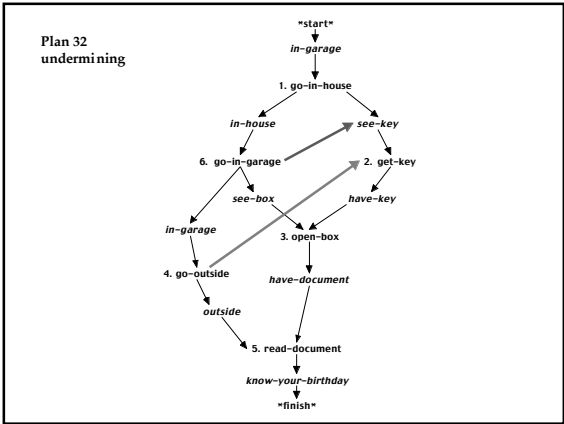 Plan 32
undermining
*start*
in-garage
1. go-in-house
in-house
see-key
6. go-in-garage
2. get-key
see-box
have-key
in-garage
3. open-box
4. go-outside
have-document
outside
5. read-document
know-your-birthday
*finish*